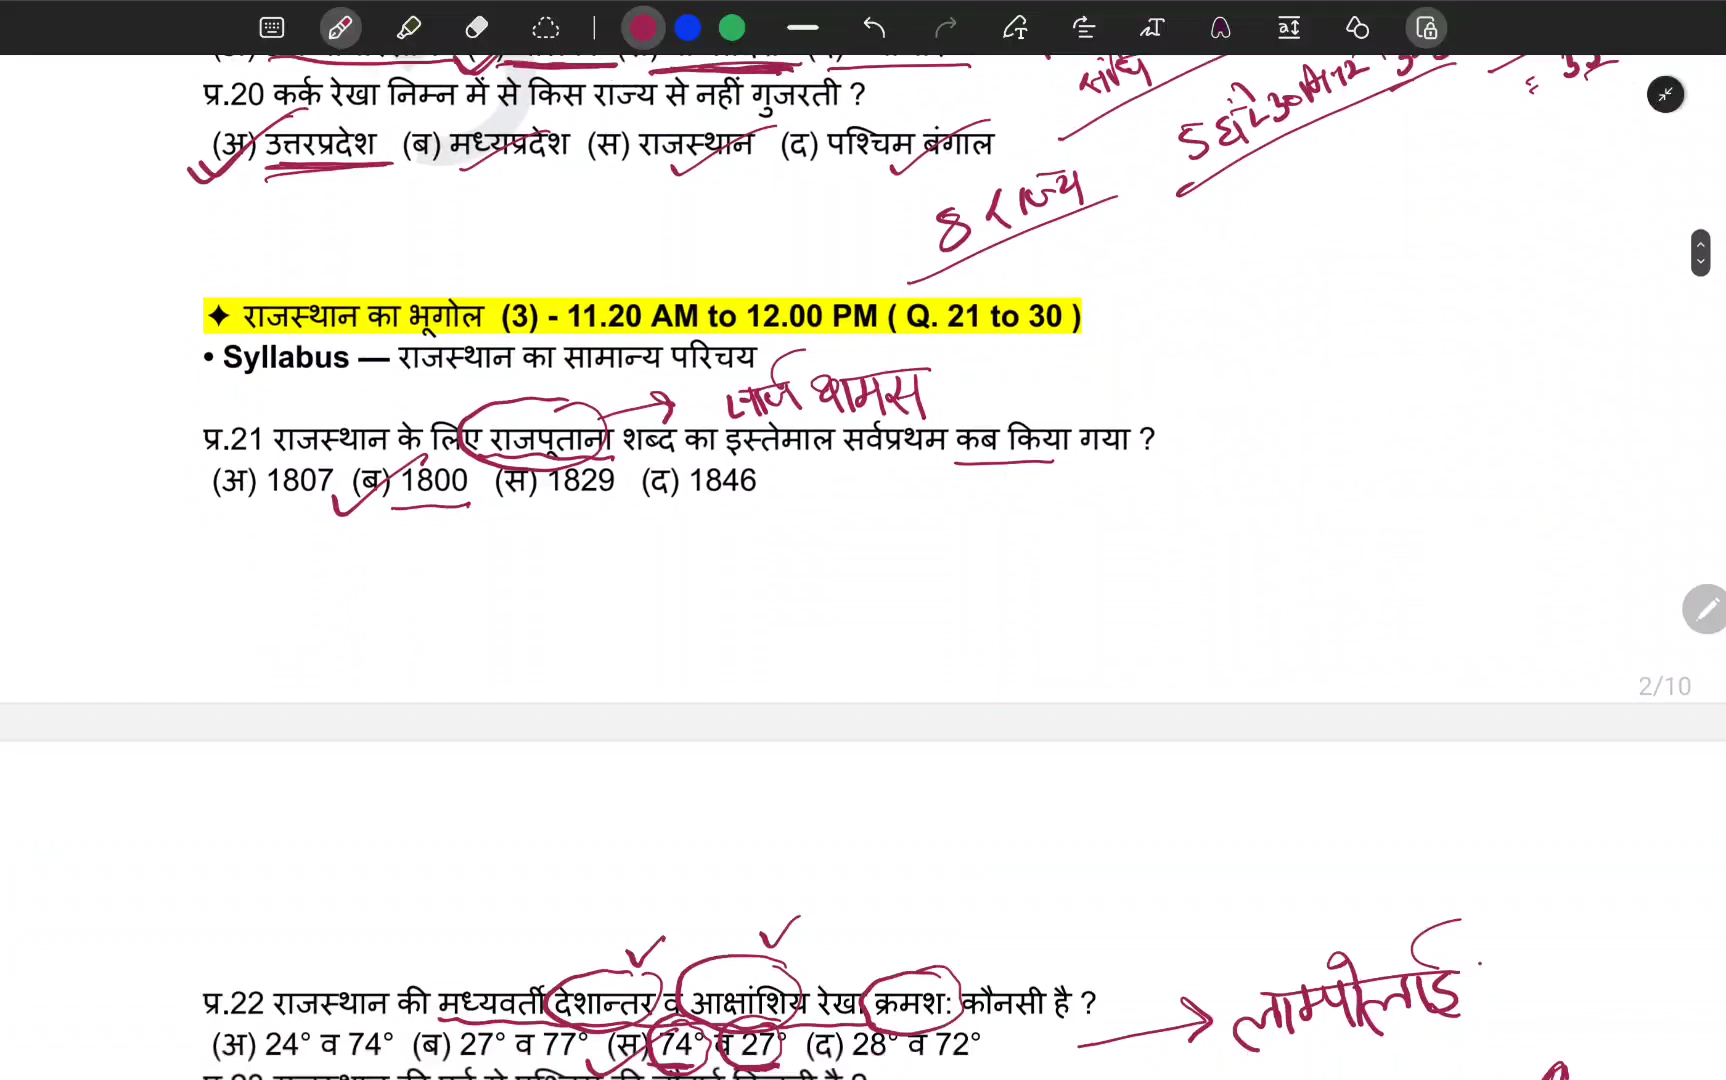 प्र.20 कर्क रेखा निम्न में से किस राज्य से नहीं गुजरती ?
(अ) उत्तरप्रदेश (ब) मध्यप्रदेश (स) राजस्थान (द) पश्चिम बंगाल
8 राज्य
✦ राजस्थान का भूगोल (3) - 11.20 AM to 12.00 PM ( Q. 21 to 30 )
• Syllabus — राजस्थान का सामान्य परिचय
जार्ज थामस
प्र.21 राजस्थान के लिए राजपूताना शब्द का इस्तेमाल सर्वप्रथम कब किया गया ?
(अ) 1807 (ब) 1800 (स) 1829 (द) 1846
2/10
प्र.22 राजस्थान की मध्यवर्ती देशान्तर व आक्षांशिय रेखा क्रमश: कौनसी है ?
लाम्पोलाई
(अ) 24° व 74° (ब) 27° व 77° (स) 74° व 27° (द) 28° व 72°